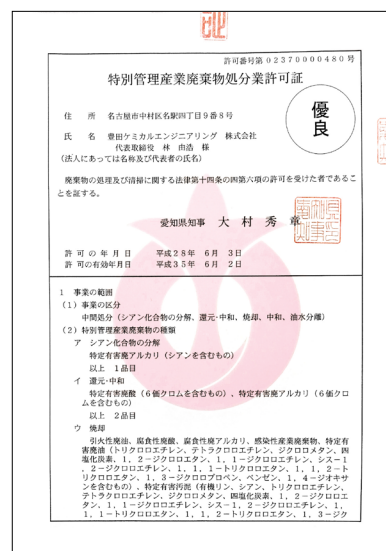 許可番号第02370000480号
特別管理産業廃棄物処分業許可証
優良
住　所　名古屋市中村区名駅四丁目９番８号
氏　名　豊田ケミカルエンジニアリング　株式会社
代表取締役　林　由浩　様
（法人にあっては名称及び代表者の氏名）
廃棄物の処理及び清掃に関する法律第十四条の四第六項の許可を受けた者であるこ
とを証する。
愛知県知事　大　村　秀　章
許可の年月日　平成２８年　６月　３日
許可の有効年月日　平成３５年　６月　２日
１　事業の範囲
（１）事業の区分
中間処分（シアン化合物の分解、還元・中和、焼却、中和、油水分離）
（２）特別管理産業廃棄物の種類
ア　シアン化合物の分解
特定有害廃アルカリ（シアンを含むもの）
以上　１品目
イ　還元・中和
特定有害廃酸（６価クロムを含むもの）、特定有害廃アルカリ（６価クロ
ムを含むもの）
以上　２品目
ウ　焼却
引火性廃油、腐食性廃酸、腐食性廃アルカリ、感染性産業廃棄物、特定有
害廃油（トリクロロエチレン、テトラクロロエチレン、ジクロロメタン、四
塩化炭素、１，２－ジクロロエタン、１，１－ジクロロエチレン、シス－１
，２－ジクロロエチレン、１，１，１－トリクロロエタン、１，１，２－ト
リクロロエタン、１，３－ジクロロプロペン、ベンゼン、１，４－ジオキサ
ンを含むもの）、特定有害汚泥（有機リン、シアン、トリクロロエチレン、
テトラクロロエチレン、ジクロロメタン、四塩化炭素、１，２－ジクロロエ
タン、１，１－ジクロロエチレン、シス－１，２－ジクロロエチレン、１，
１，１－トリクロロエタン、１，１，２－トリクロロエタン、１，３－ジク